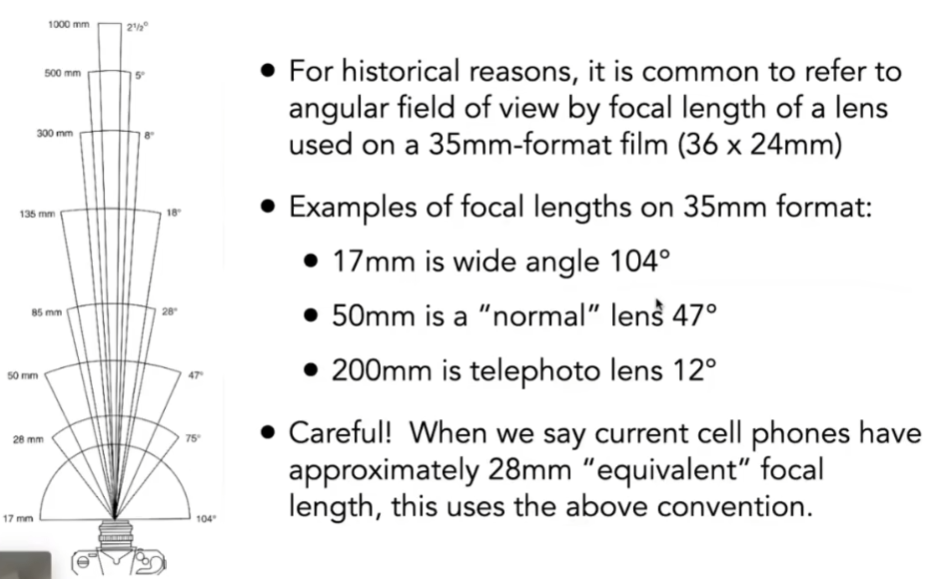 1000 mm 2½°
500 mm 5°
300 mm 8°
135 mm 18°
85 mm 28°
50 mm 47°
28 mm 75°
17 mm 104°
• For historical reasons, it is common to refer to
angular field of view by focal length of a lens
used on a 35mm-format film (36 x 24mm)
• Examples of focal lengths on 35mm format:
• 17mm is wide angle 104°
• 50mm is a “normal” lens 47°
• 200mm is telephoto lens 12°
• Careful! When we say current cell phones have
approximately 28mm “equivalent” focal
length, this uses the above convention.